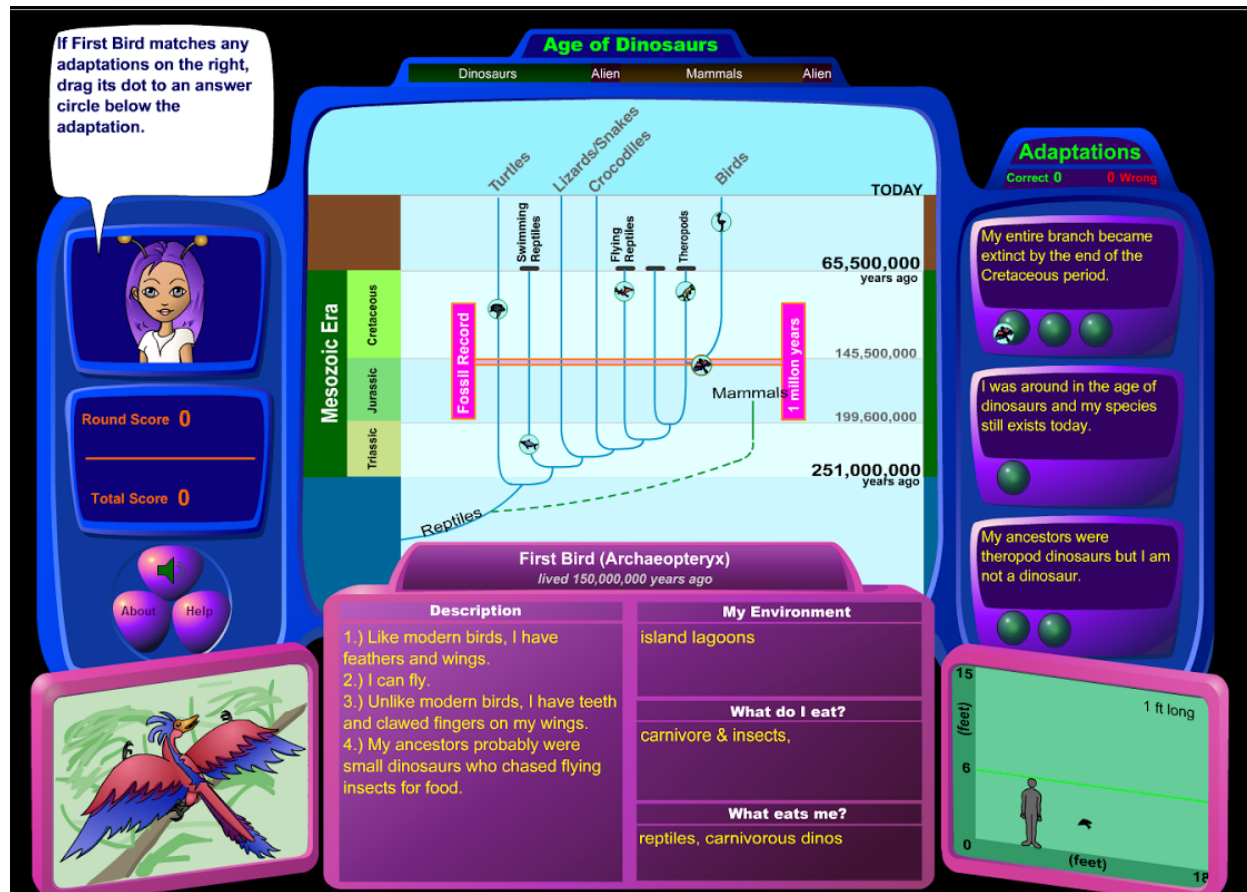 If First Bird matches any
adaptations on the right,
drag its dot to an answer
circle below the
adaptation.
Age of Dinosaurs
Dinosaurs Alien Mammals Alien
Turtles
Lizards/Snakes
Crocodiles
Birds
TODAY
Swimming
Reptiles
Flying
Reptiles
Theropods
65,500,000
years ago
Mesozoic Era
Cretaceous
Jurassic
Triassic
Fossil Record
1 millon years
145,500,000
Mammals
199,600,000
251,000,000
years ago
Reptiles
Round Score 0
Total Score 0
About
Help
Adaptations
Correct 0 0 Wrong
My entire branch became
extinct by the end of the
Cretaceous period.
I was around in the age of
dinosaurs and my species
still exists today.
My ancestors were
theropod dinosaurs but I am
not a dinosaur.
First Bird (Archaeopteryx)
lived 150,000,000 years ago
Description
1.) Like modern birds, I have
feathers and wings.
2.) I can fly.
3.) Unlike modern birds, I have teeth
and clawed fingers on my wings.
4.) My ancestors probably were
small dinosaurs who chased flying
insects for food.
My Environment
island lagoons
What do I eat?
carnivore & insects,
What eats me?
reptiles, carnivorous dinos
15
(feet)
1 ft long
6
0
(feet)
18